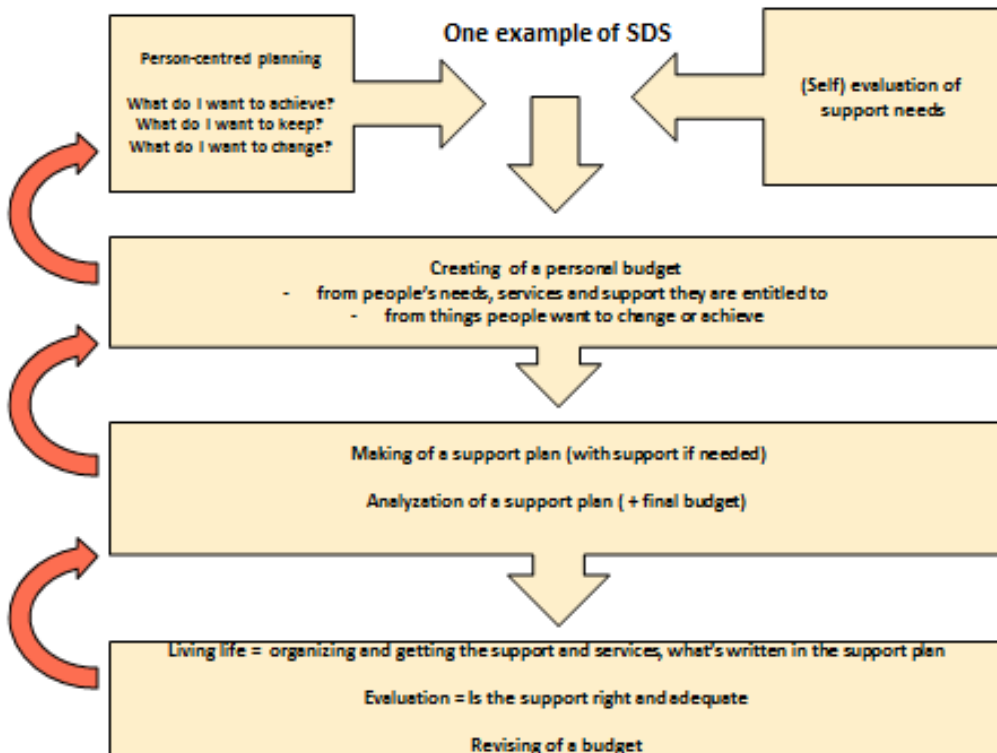 One example of SDS
Person-centred planning
What do I want to achieve?
What do I want to keep?
What do I want to change?
(Self) evaluation of
support needs
Creating of a personal budget
- from people's needs, services and support they are entitled to
- from things people want to change or achieve
Making of a support plan (with support if needed)
Analyzation of a support plan ( + final budget)
Living life = organizing and getting the support and services, what's written in the support plan
Evaluation = Is the support right and adequate
Revising of a budget